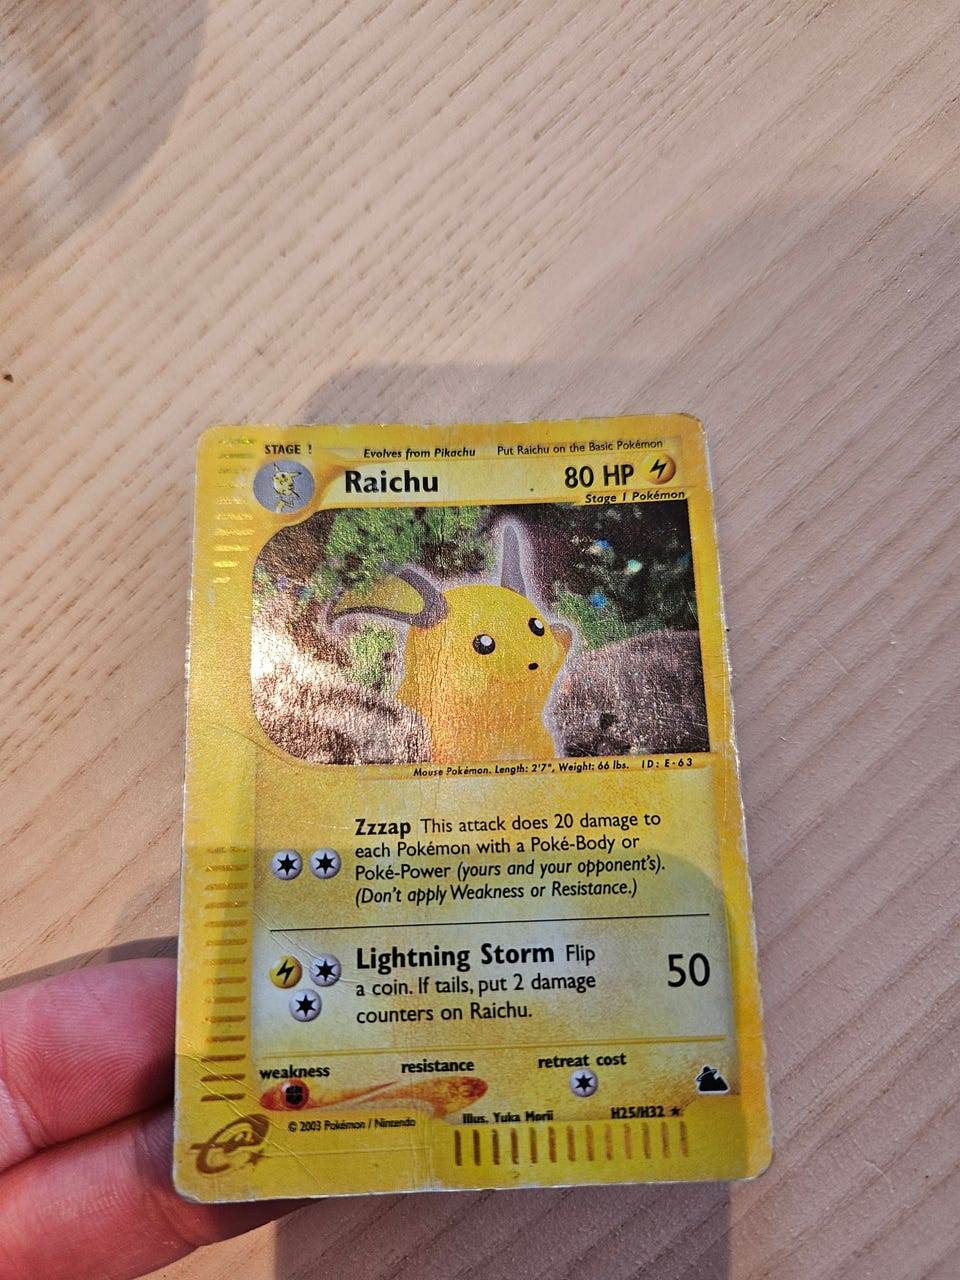 STAGE 1
Evolves from Pikachu
Put Raichu on the Basic Pokémon
Raichu
80 HP
Stage 1 Pokémon
Mouse Pokémon. Length: 2'7", Weight: 66 lbs. ID: E-63
Zzzap This attack does 20 damage to
each Pokémon with a Poké-Body or
Poké-Power (yours and your opponent's).
(Don't apply Weakness or Resistance.)
Lightning Storm Flip
a coin. If tails, put 2 damage
counters on Raichu.
50
weakness
resistance
retreat cost
© 2003 Pokémon / Nintendo
Illus. Yuka Morii
H25/H32 ★
e